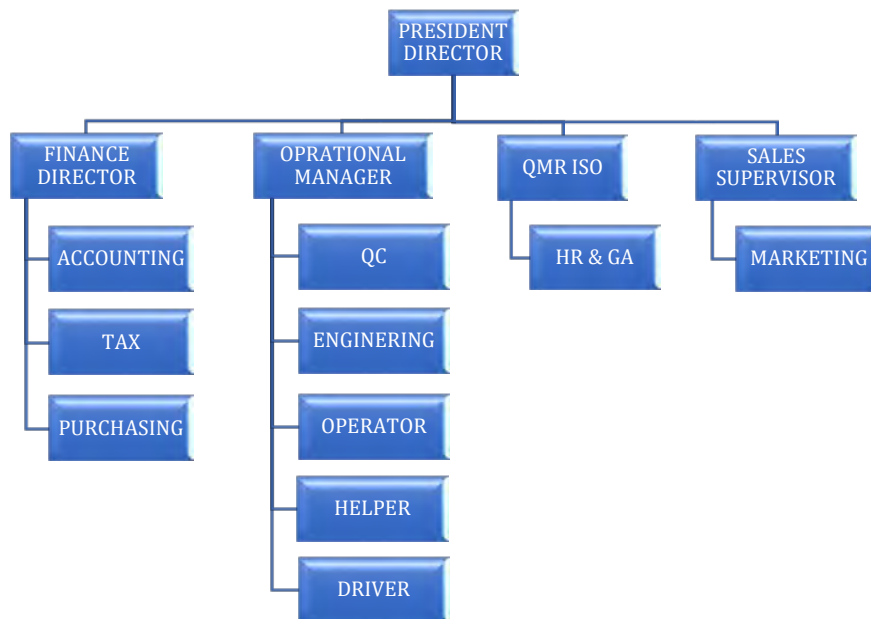 PRESIDENT
DIRECTOR
FINANCE
DIRECTOR
ACCOUNTING
TAX
PURCHASING
OPRATIONAL
MANAGER
QC
ENGINERING
OPERATOR
HELPER
DRIVER
QMR ISO
HR & GA
SALES
SUPERVISOR
MARKETING